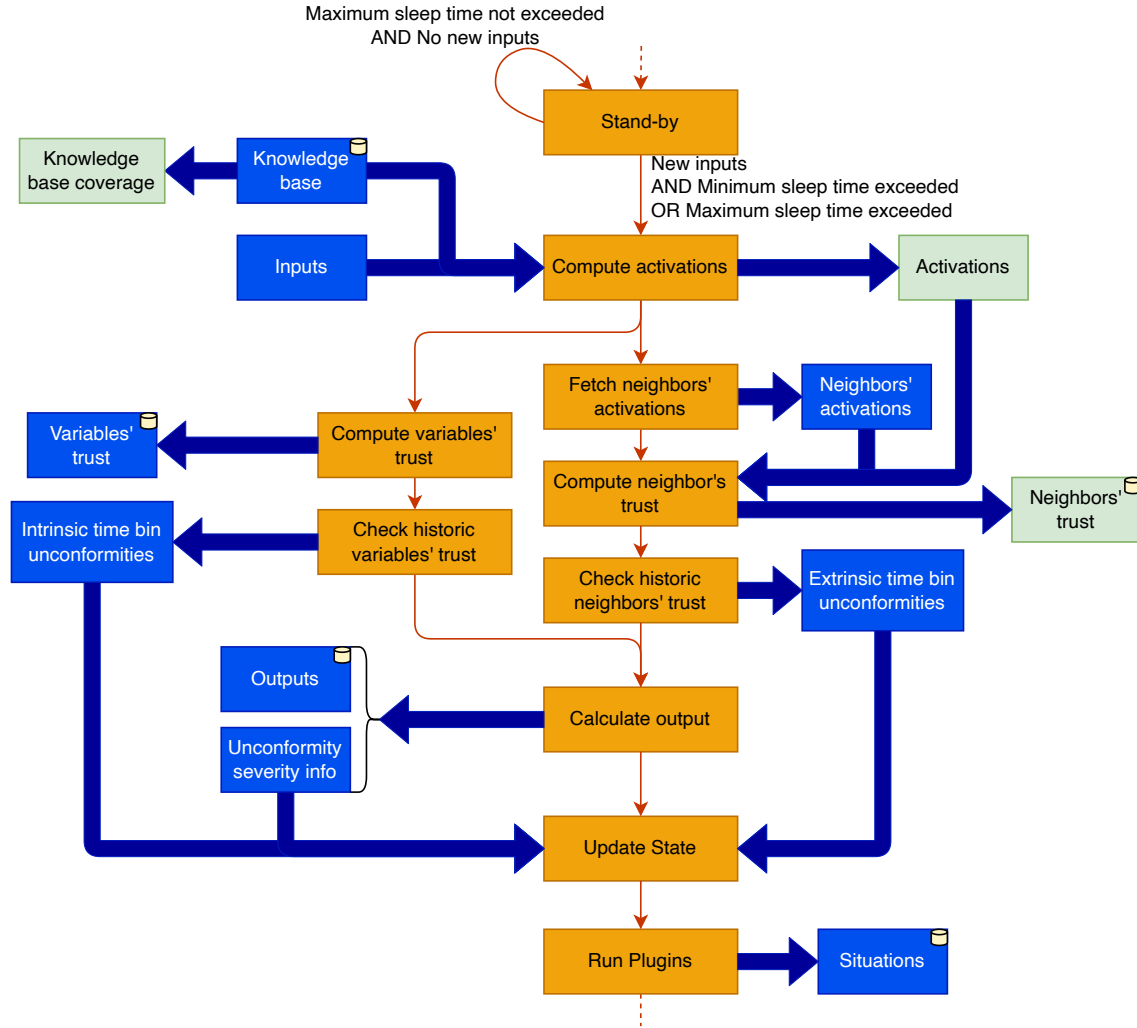 Maximum sleep time not exceeded
AND No new inputs
Stand-by
Knowledge
base coverage
Knowledge
base
New inputs
AND Minimum sleep time exceeded
OR Maximum sleep time exceeded
Inputs
Compute activations
Activations
Fetch neighbors'
activations
Neighbors'
activations
Variables'
trust
Compute variables'
trust
Compute neighbor's
trust
Neighbors'
trust
Intrinsic time bin
unconformities
Check historic
variables' trust
Check historic
neighbors' trust
Extrinsic time bin
unconformities
Outputs
Calculate output
Unconformity
severity info
Update State
Run Plugins
Situations